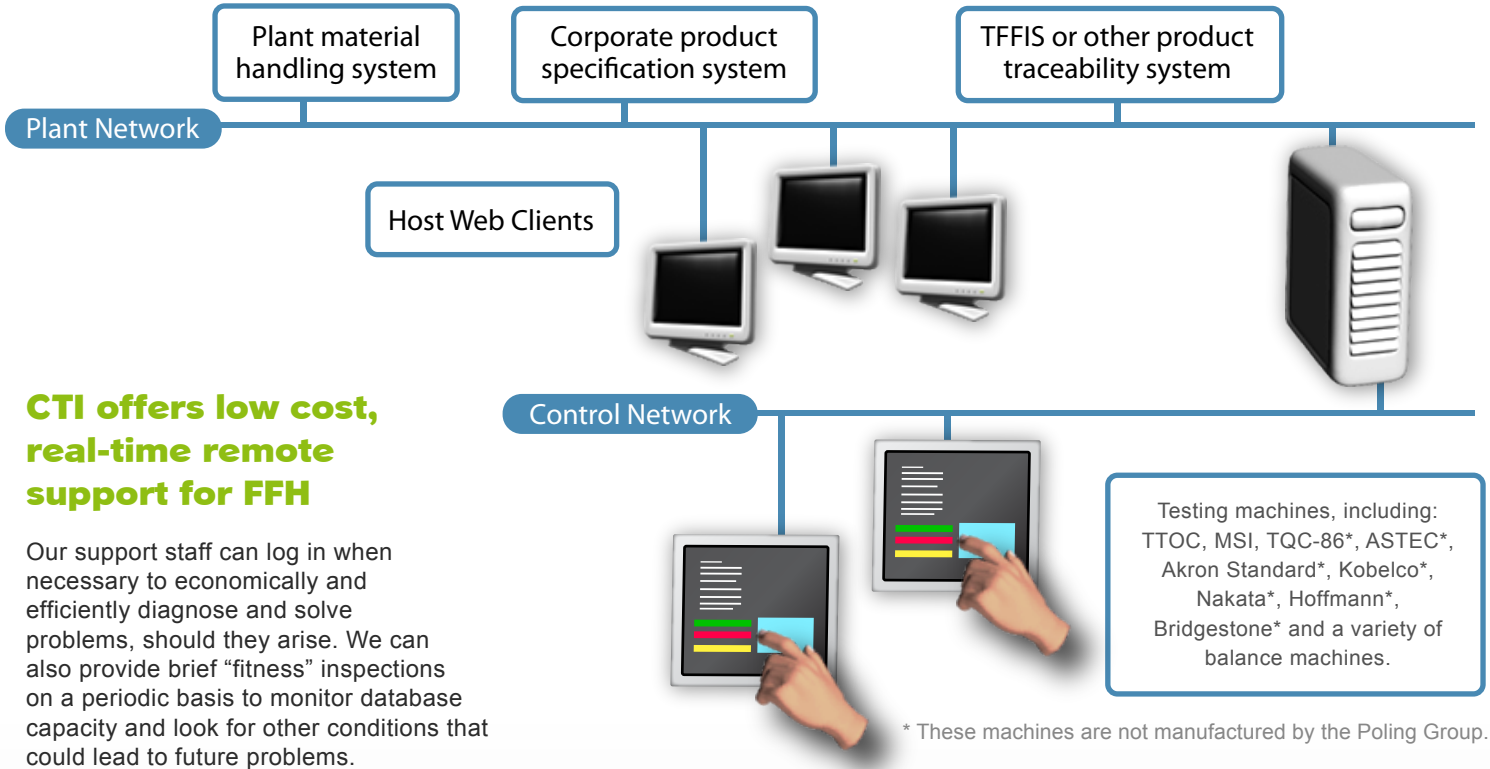 Plant material
handling system
Corporate product
specification system
TFFIS or other product
traceability system
Plant Network
Host Web Clients
CTI offers low cost,
real-time remote
support for FFH
Our support staff can log in when
necessary to economically and
efficiently diagnose and solve
problems, should they arise. We can
also provide brief “fitness” inspections
on a periodic basis to monitor database
capacity and look for other conditions that
could lead to future problems.
Control Network
Testing machines, including:
TTOC, MSI, TQC-86*, ASTEC*,
Akron Standard*, Kobelco*,
Nakata*, Hoffmann*,
Bridgestone* and a variety of
balance machines.
* These machines are not manufactured by the Poling Group.